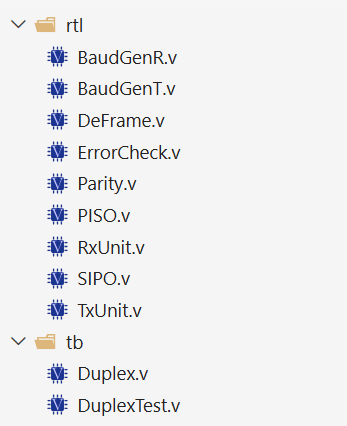 rtl
BaudGenR.v
BaudGenT.v
DeFrame.v
ErrorCheck.v
Parity.v
PISO.v
RxUnit.v
SIPO.v
TxUnit.v
tb
Duplex.v
DuplexTest.v